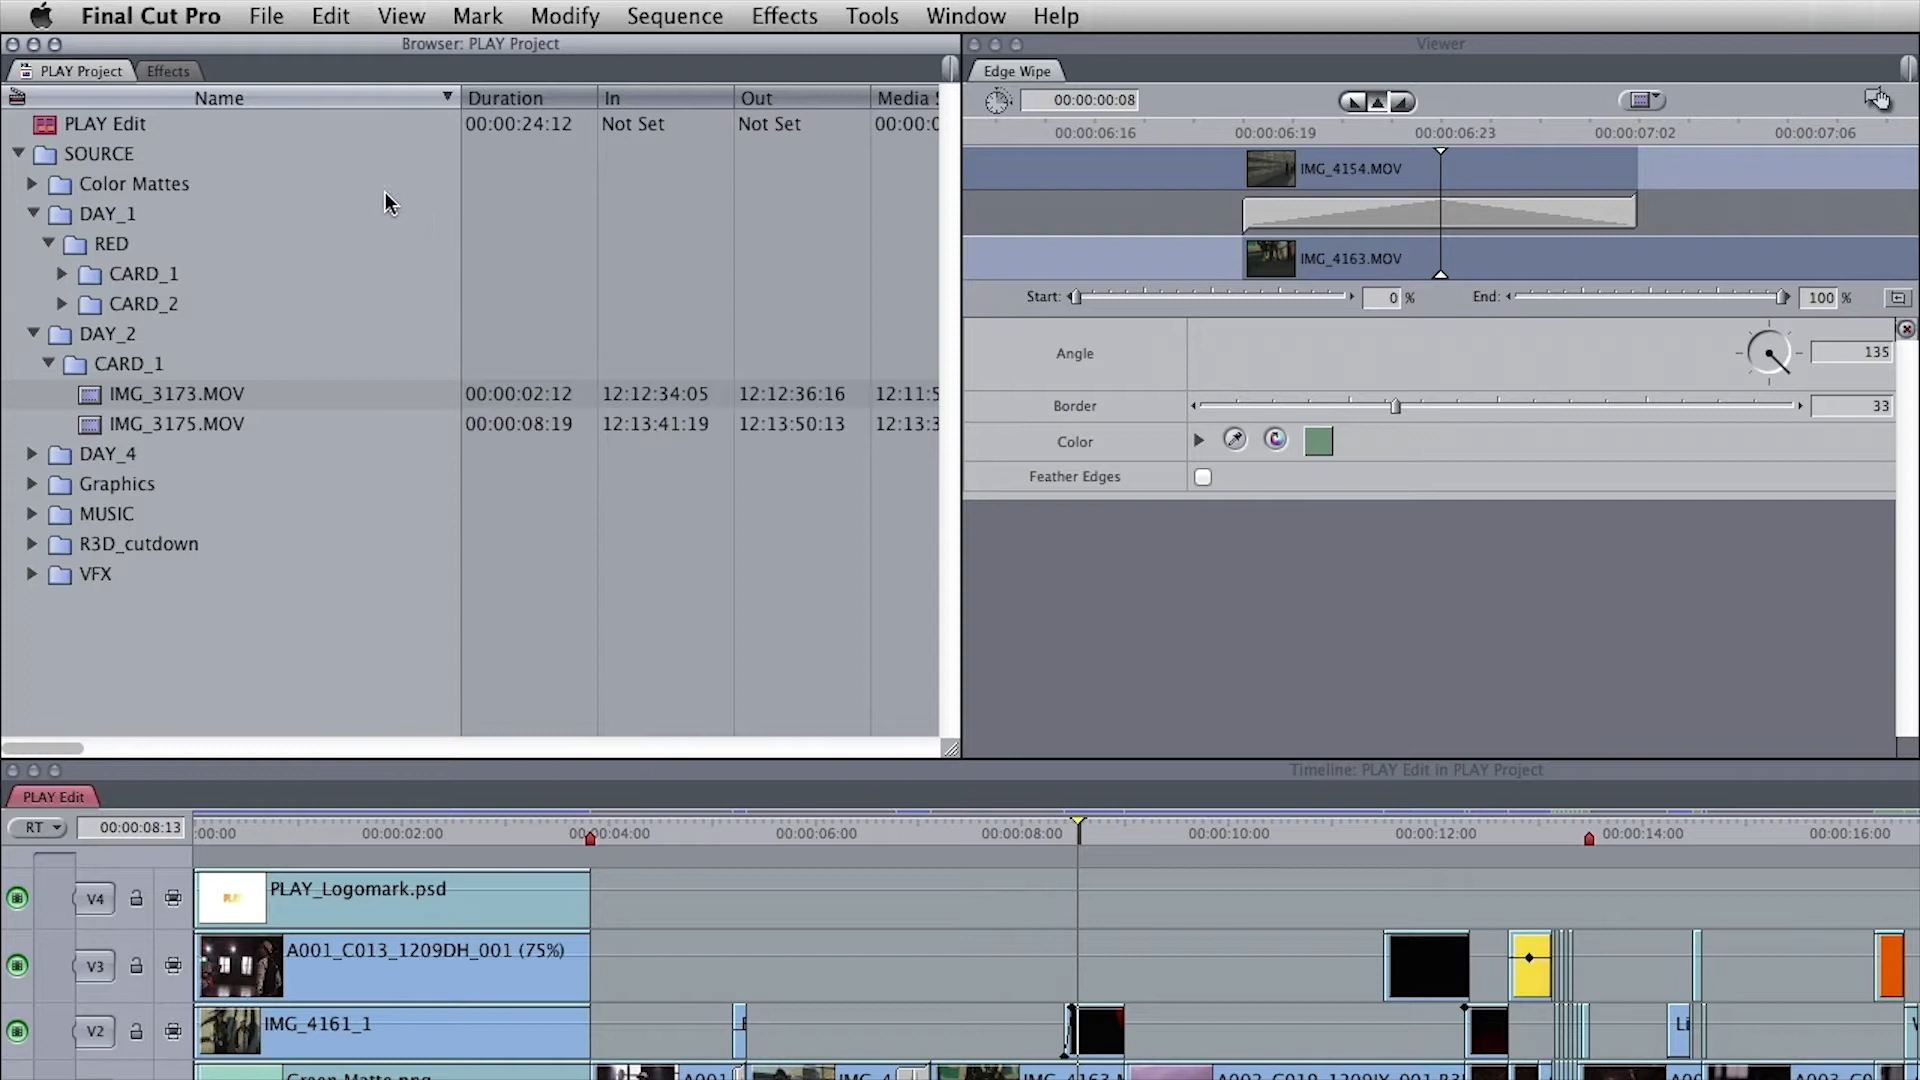 Final Cut Pro File Edit View Mark Modify Sequence Effects Tools Window Help
Browser: PLAY Project
PLAY Project Effects
Name Duration In Out Media
PLAY Edit 00:00:24:12 Not Set Not Set 00:00:0
SOURCE
Color Mattes
DAY_1
RED
CARD_1
CARD_2
DAY_2
CARD_1
IMG_3173.MOV 00:00:02:12 12:12:34:05 12:12:36:16 12:11:5
IMG_3175.MOV 00:00:08:19 12:13:41:19 12:13:50:13 12:13:3
DAY_4
Graphics
MUSIC
R3D_cutdown
VFX
Viewer
Edge Wipe
00:00:00:08
00:00:06:16 00:00:06:19 00:00:06:23 00:00:07:02 00:00:07:06
IMG_4154.MOV
IMG_4163.MOV
Start: 0 % End: 100 %
Angle 135
Border 33
Color
Feather Edges
Timeline: PLAY Edit in PLAY Project
PLAY Edit
RT 00:00:08:13 :00:00 00:00:02:00 00:00:04:00 00:00:06:00 00:00:08:00 00:00:10:00 00:00:12:00 00:00:14:00 00:00:16:00
V4 PLAY PLAY_Logomark.psd
V3 A001_C013_1209DH_001 (75%)
V2 IMG_4161_1 Li
Green Matte.png A001 IMG_4 IMG_4163.M A002_C019_1209JX_001.R3 A00 A003_C0